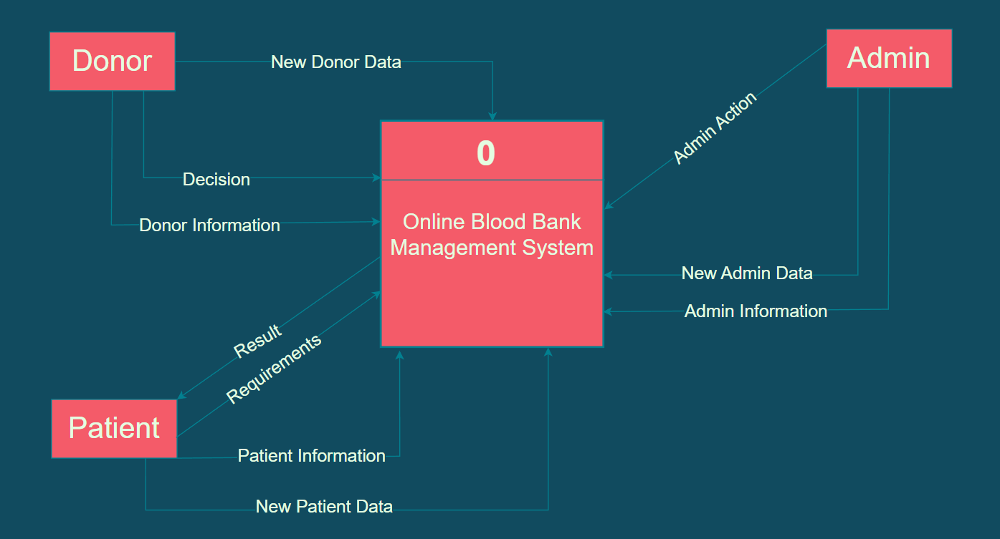 Donor
Admin
New Donor Data
Admin Action
0
Decision
Donor Information
Online Blood Bank
Management System
New Admin Data
Admin Information
Result
Requirements
Patient
Patient Information
New Patient Data